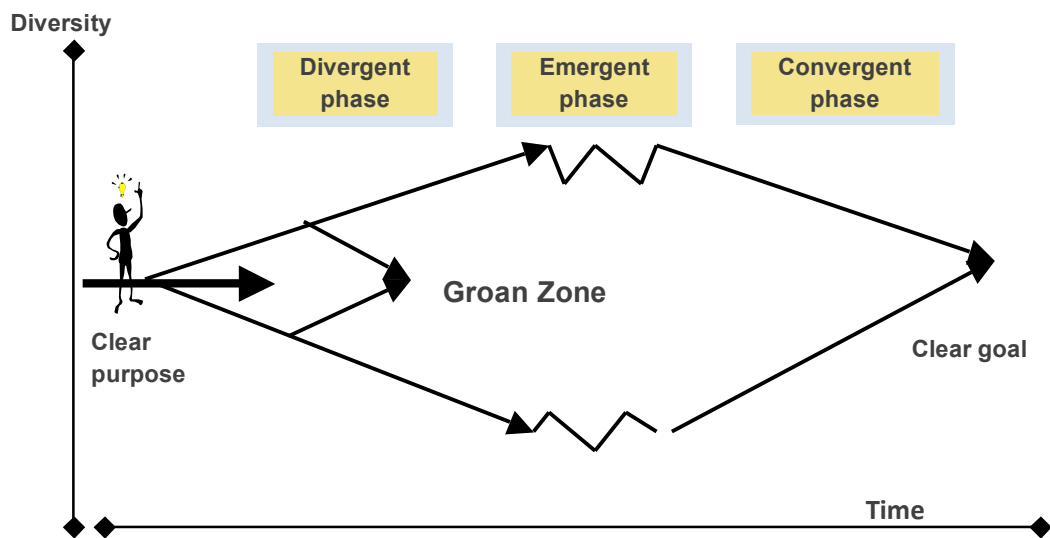 Diversity
Divergent
phase
Emergent
phase
Convergent
phase
Groan Zone
Clear
purpose
Clear goal
Time